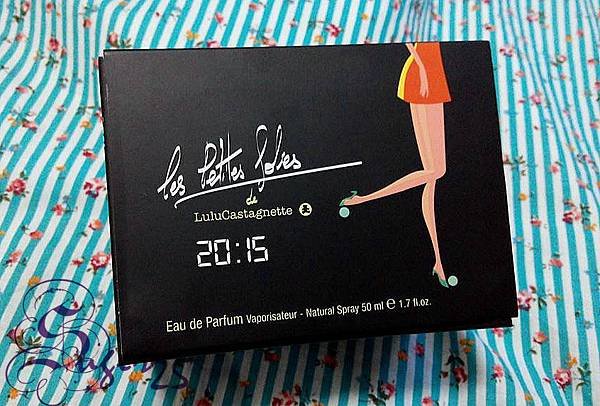 les Petites folies
de
LuluCastagnette
20:15
Eau de Parfum Vaporisateur - Natural Spray 50 ml ℮ 1.7 fl.oz.